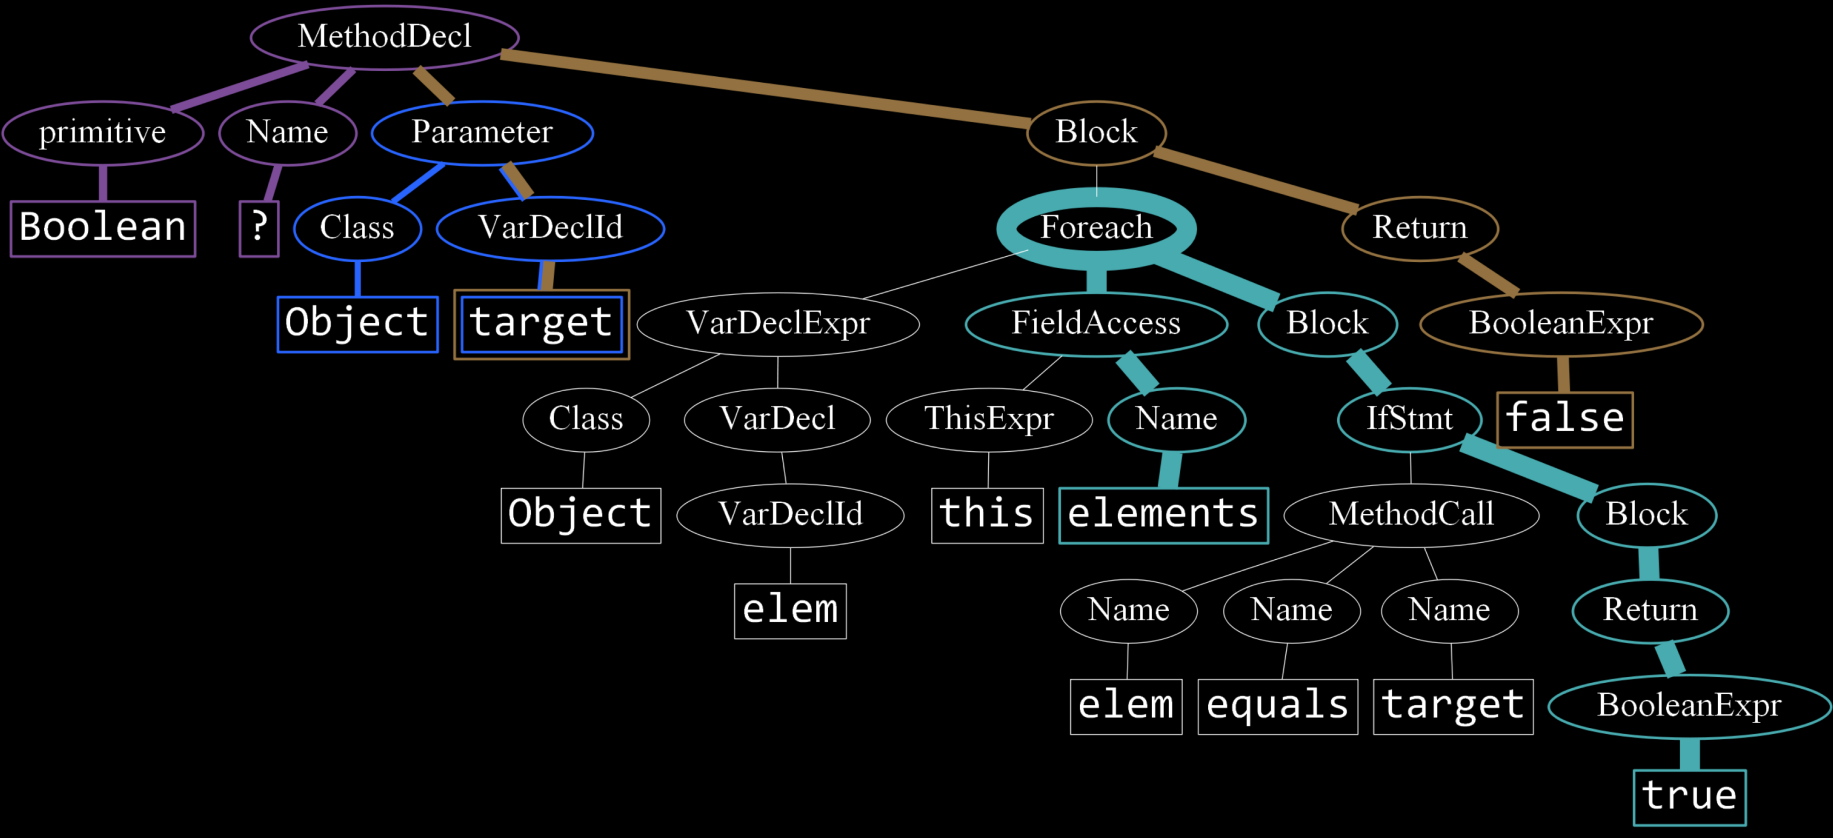 MethodDecl
primitive
Name
Parameter
Block
Boolean
?
Class
VarDeclId
Foreach
Return
Object
target
VarDeclExpr
FieldAccess
Block
BooleanExpr
Class
VarDecl
ThisExpr
Name
IfStmt
false
Object
VarDeclId
this
elements
MethodCall
Block
elem
Name
Name
Name
Return
elem
equals
target
BooleanExpr
true